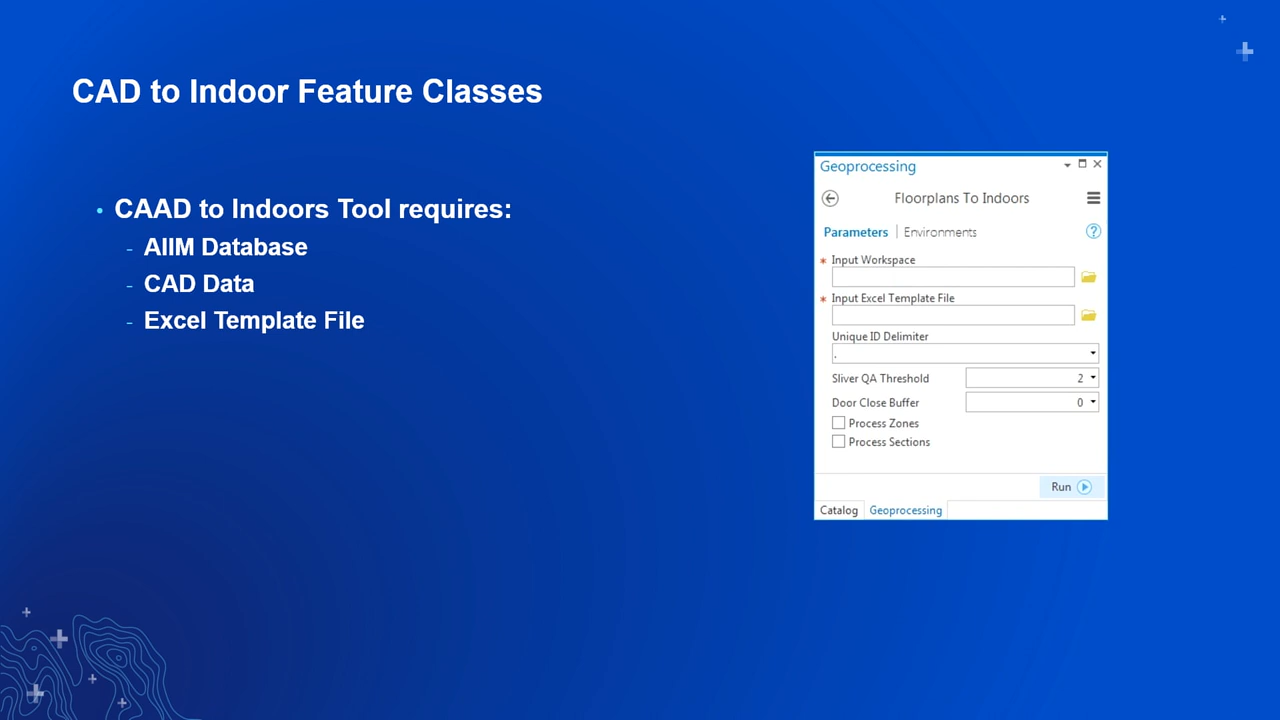 CAD to Indoor Feature Classes
• CAAD to Indoors Tool requires:
- AIIM Database
- CAD Data
- Excel Template File
Geoprocessing
Floorplans To Indoors
Parameters | Environments
* Input Workspace
* Input Excel Template File
Unique ID Delimiter
.
Sliver QA Threshold 2
Door Close Buffer 0
Process Zones
Process Sections
Run
Catalog Geoprocessing